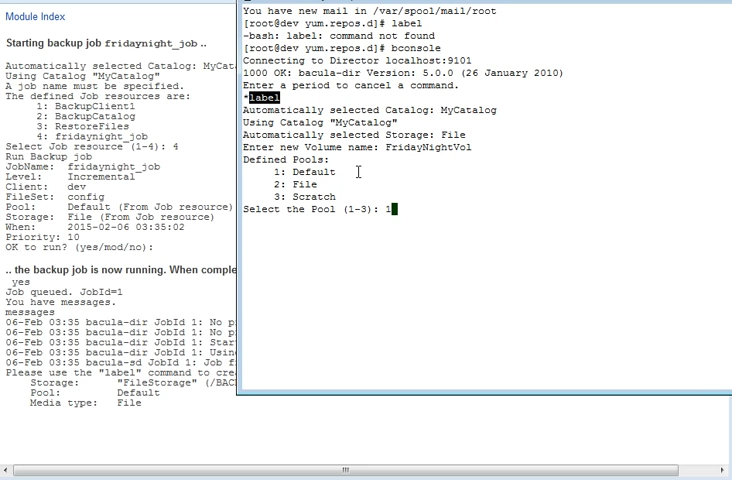 Module Index
Starting backup job fridaynight_job ..
Automatically selected Catalog: MyCat
Using Catalog "MyCatalog"
A job name must be specified.
The defined Job resources are:
1: BackupClient1
2: BackupCatalog
3: RestoreFiles
4: fridaynight_job
Select Job resource (1-4): 4
Run Backup job
JobName: fridaynight_job
Level: Incremental
Client: dev
FileSet: config
Pool: Default (From Job resource)
Storage: File (From Job resource)
When: 2015-02-06 03:35:02
Priority: 10
OK to run? (yes/mod/no):
.. the backup job is now running. When comple
yes
Job queued. JobId=1
You have messages.
messages
06-Feb 03:35 bacula-dir JobId 1: No p
06-Feb 03:35 bacula-dir JobId 1: No p
06-Feb 03:35 bacula-dir JobId 1: Star
06-Feb 03:35 bacula-dir JobId 1: Usin
06-Feb 03:35 bacula-sd JobId 1: Job f
Please use the "label" command to cre
Storage: "FileStorage" (/BAC
Pool: Default
Media type: File
You have new mail in /var/spool/mail/root
[root@dev yum.repos.d]# label
-bash: label: command not found
[root@dev yum.repos.d]# bconsole
Connecting to Director localhost:9101
1000 OK: bacula-dir Version: 5.0.0 (26 January 2010)
Enter a period to cancel a command.
*label
Automatically selected Catalog: MyCatalog
Using Catalog "MyCatalog"
Automatically selected Storage: File
Enter new Volume name: FridayNightVol
Defined Pools:
1: Default
2: File
3: Scratch
Select the Pool (1-3): 1